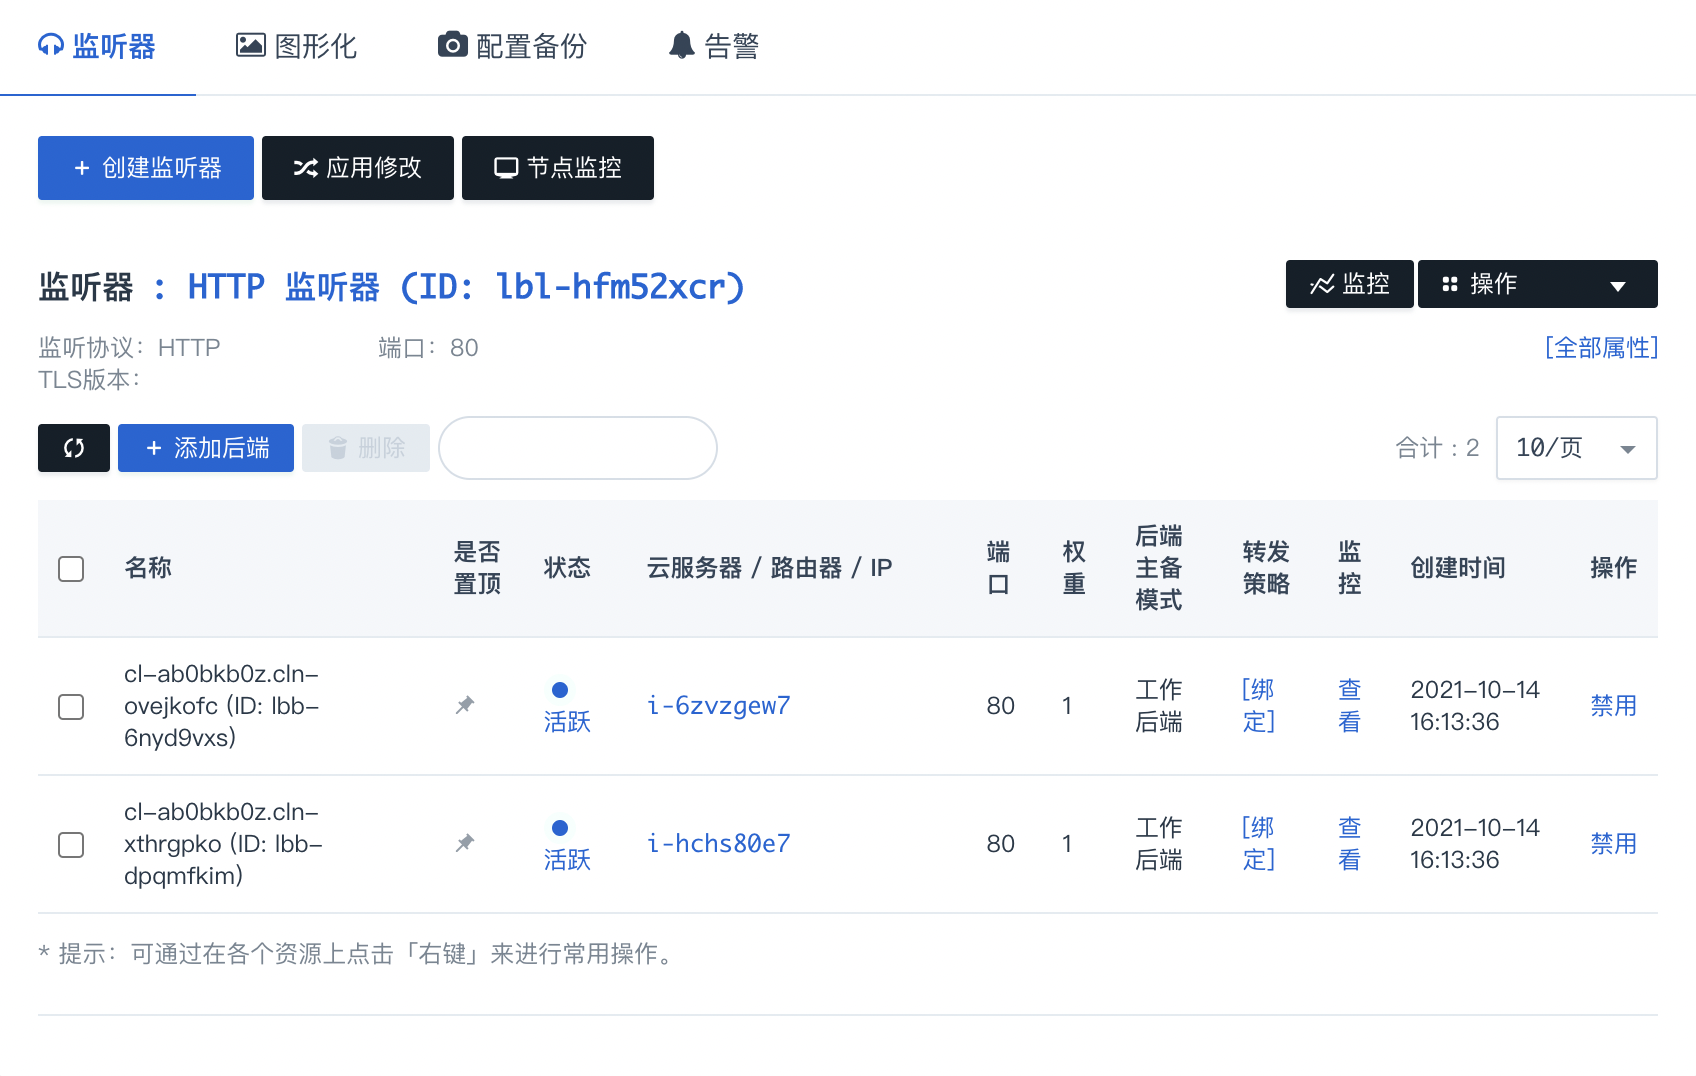 监听器 图形化 配置备份 告警
+ 创建监听器 应用修改 节点监控
监听器 : HTTP 监听器 (ID: lbl-hfm52xcr) 监控 操作
监听协议: HTTP 端口: 80 [全部属性]
TLS版本:
+ 添加后端 删除 合计 : 2 10/页
名称 是否置顶 状态 云服务器 / 路由器 / IP 端口 权重 后端主备模式 转发策略 监控 创建时间 操作
cl-ab0bkb0z.cln-
ovejkofc (ID: lbb-
6nyd9vxs)
活跃 i-6zvzgew7 80 1 工作后端 [绑定] 查看 2021-10-14 16:13:36 禁用
cl-ab0bkb0z.cln-
xthrgpko (ID: lbb-
dpqmfkim)
活跃 i-hchs80e7 80 1 工作后端 [绑定] 查看 2021-10-14 16:13:36 禁用
* 提示: 可通过在各个资源上点击「右键」来进行常用操作。